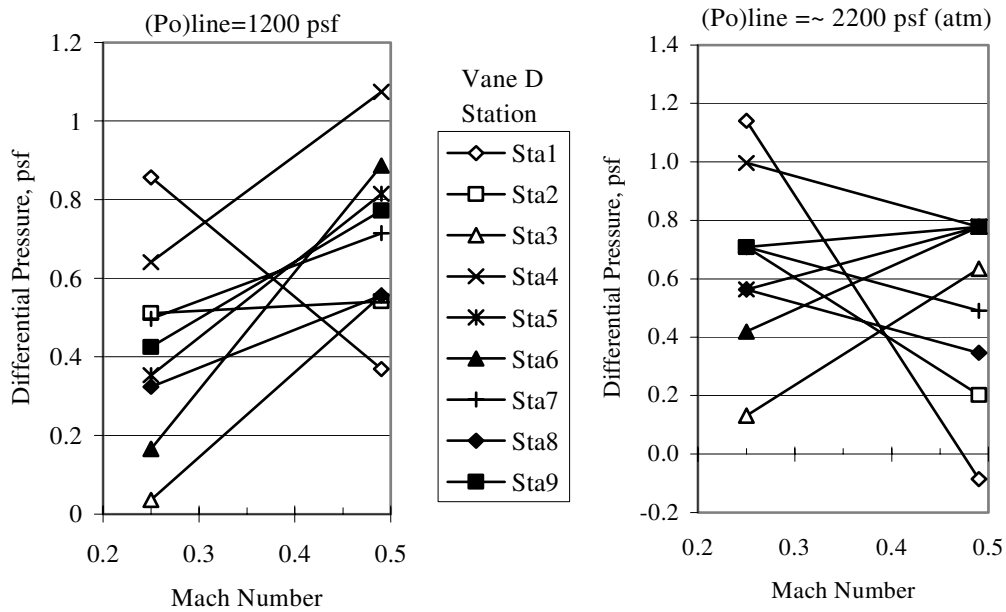 (Po)line=1200 psf
1.2
1
0.8
0.6
0.4
0.2
0
Differential Pressure, psf
0.2 0.3 0.4 0.5
Mach Number
Vane D
Station
Sta1
Sta2
Sta3
Sta4
Sta5
Sta6
Sta7
Sta8
Sta9
(Po)line =~ 2200 psf (atm)
1.4
1.2
1.0
0.8
0.6
0.4
0.2
0.0
-0.2
Differential Pressure, psf
0.2 0.3 0.4 0.5
Mach Number